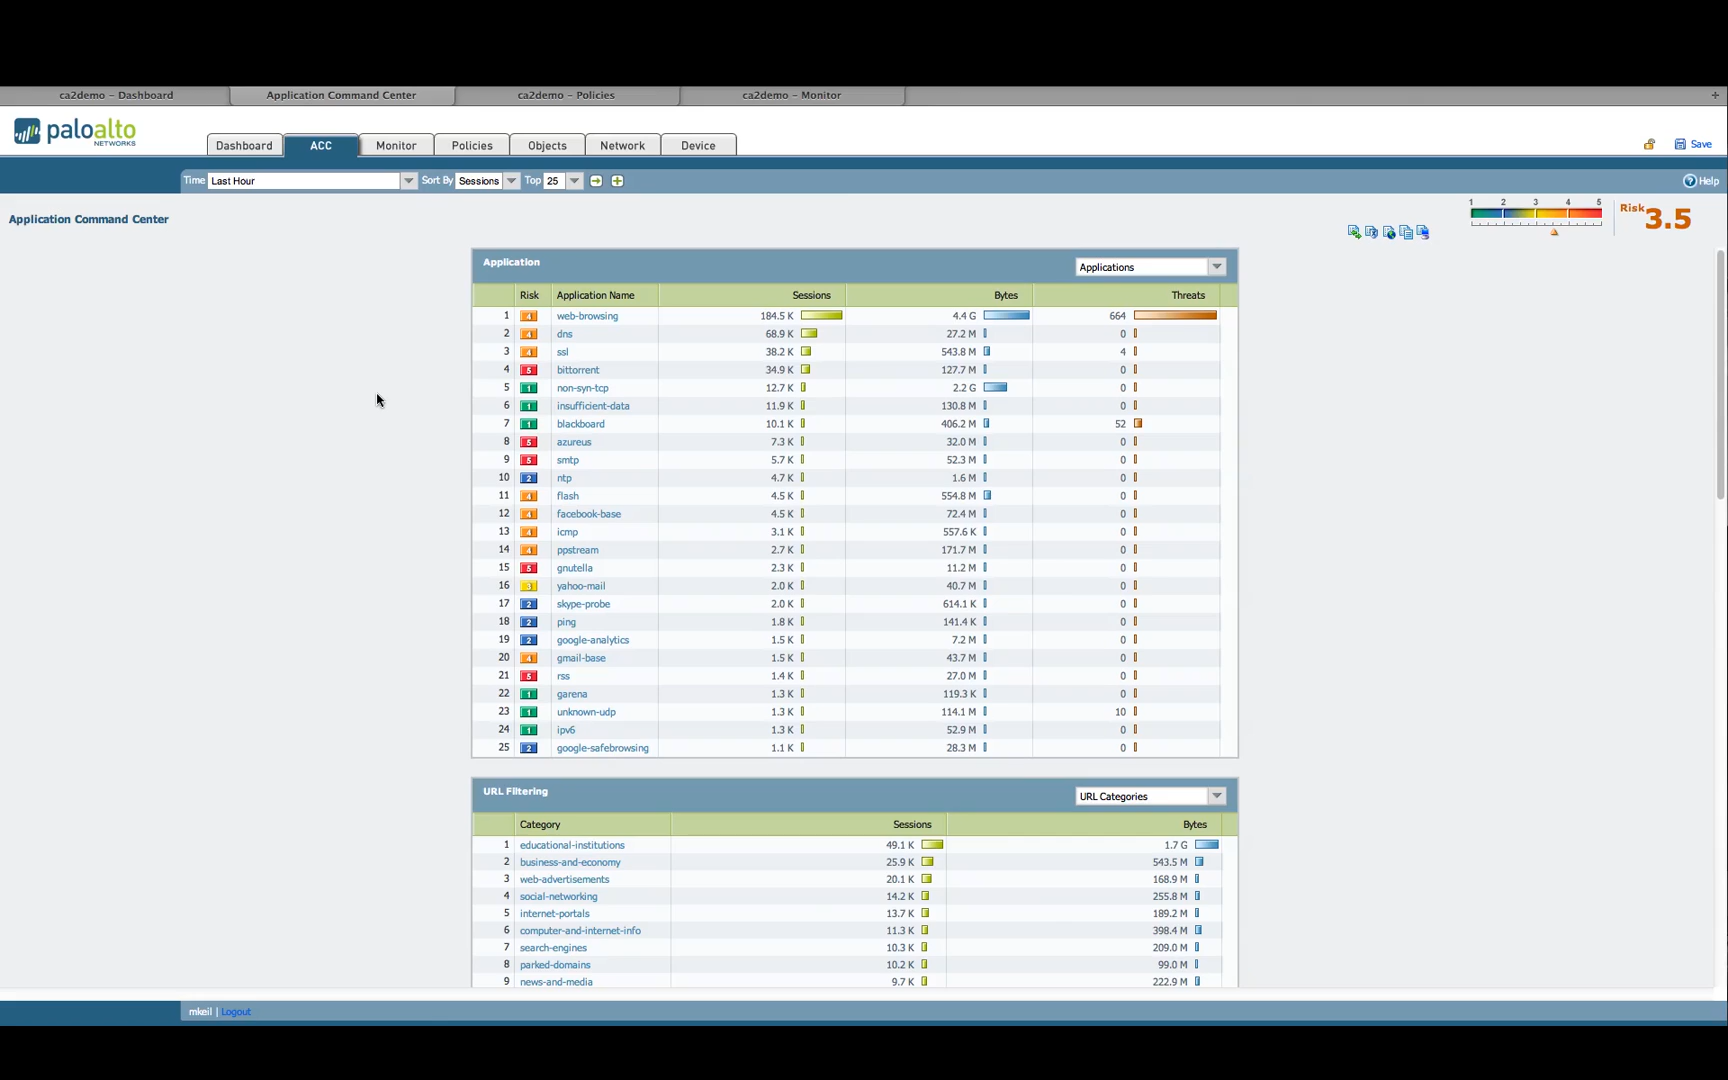 ca2demo – Dashboard Application Command Center ca2demo – Policies ca2demo – Monitor +
paloalto
NETWORKS
Dashboard ACC Monitor Policies Objects Network Device Save
Time Last Hour Sort By Sessions Top 25 Help
Application Command Center
1 2 3 4 5
Risk 3.5
Application Applications
Risk Application Name Sessions Bytes Threats
1 4 web-browsing 184.5 K 4.4 G 664
2 4 dns 68.9 K 27.2 M 0
3 4 ssl 38.2 K 543.8 M 4
4 5 bittorrent 34.9 K 127.7 M 0
5 1 non-syn-tcp 12.7 K 2.2 G 0
6 1 insufficient-data 11.9 K 130.8 M 0
7 1 blackboard 10.1 K 406.2 M 52
8 5 azureus 7.3 K 32.0 M 0
9 5 smtp 5.7 K 52.3 M 0
10 2 ntp 4.7 K 1.6 M 0
11 4 flash 4.5 K 554.8 M 0
12 4 facebook-base 4.5 K 72.4 M 0
13 4 icmp 3.1 K 557.6 K 0
14 4 ppstream 2.7 K 171.7 M 0
15 5 gnutella 2.3 K 11.2 M 0
16 3 yahoo-mail 2.0 K 40.7 M 0
17 2 skype-probe 2.0 K 614.1 K 0
18 2 ping 1.8 K 141.4 K 0
19 2 google-analytics 1.5 K 7.2 M 0
20 4 gmail-base 1.5 K 43.7 M 0
21 5 rss 1.4 K 27.0 M 0
22 1 garena 1.3 K 119.3 K 0
23 1 unknown-udp 1.3 K 114.1 M 10
24 1 ipv6 1.3 K 52.9 M 0
25 2 google-safebrowsing 1.1 K 28.3 M 0
URL Filtering URL Categories
Category Sessions Bytes
1 educational-institutions 49.1 K 1.7 G
2 business-and-economy 25.9 K 543.5 M
3 web-advertisements 20.1 K 168.9 M
4 social-networking 14.2 K 255.8 M
5 internet-portals 13.7 K 189.2 M
6 computer-and-internet-info 11.3 K 398.4 M
7 search-engines 10.3 K 209.0 M
8 parked-domains 10.2 K 99.0 M
9 news-and-media 9.7 K 222.9 M
mkeil | Logout